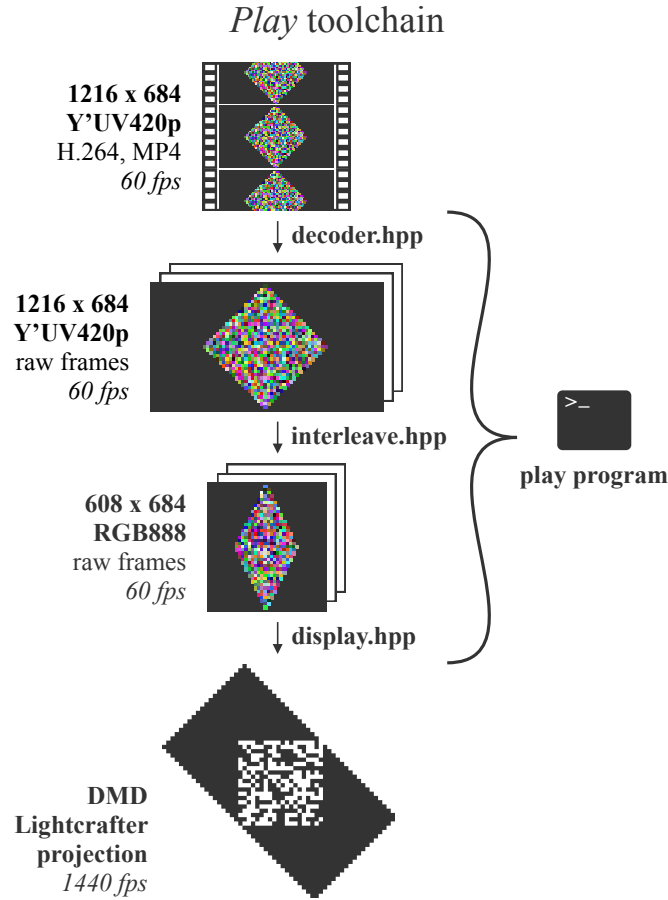 Play toolchain
1216 x 684
Y'UV420p
H.264, MP4
60 fps
decoder.hpp
1216 x 684
Y'UV420p
raw frames
60 fps
interleave.hpp
>_
play program
608 x 684
RGB888
raw frames
60 fps
display.hpp
DMD
Lightcrafter
projection
1440 fps